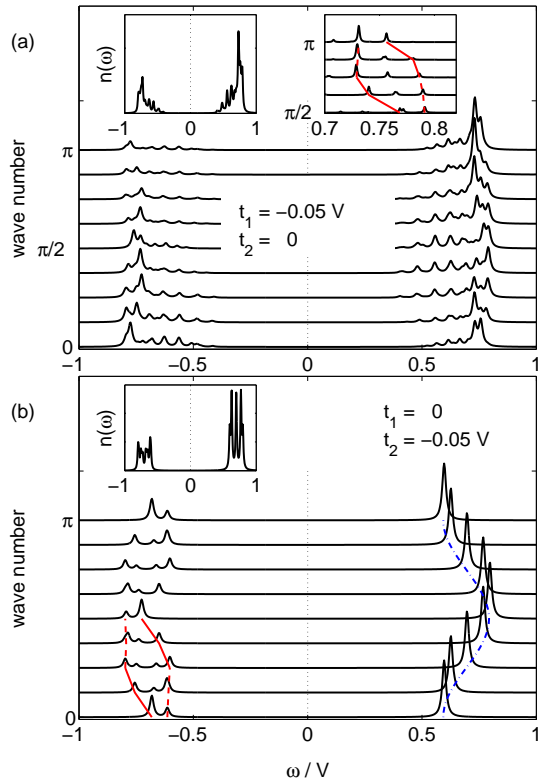 (a)
n(ω)
−1 0 1
π
π/2
0.7 0.75 0.8
wave number
π
π/2
0
t1 = −0.05 V
t2 = 0
−1 −0.5 0 0.5 1
(b)
n(ω)
−1 0 1
t1 = 0
t2 = −0.05 V
wave number
π
0
−1 −0.5 0 0.5 1
ω / V